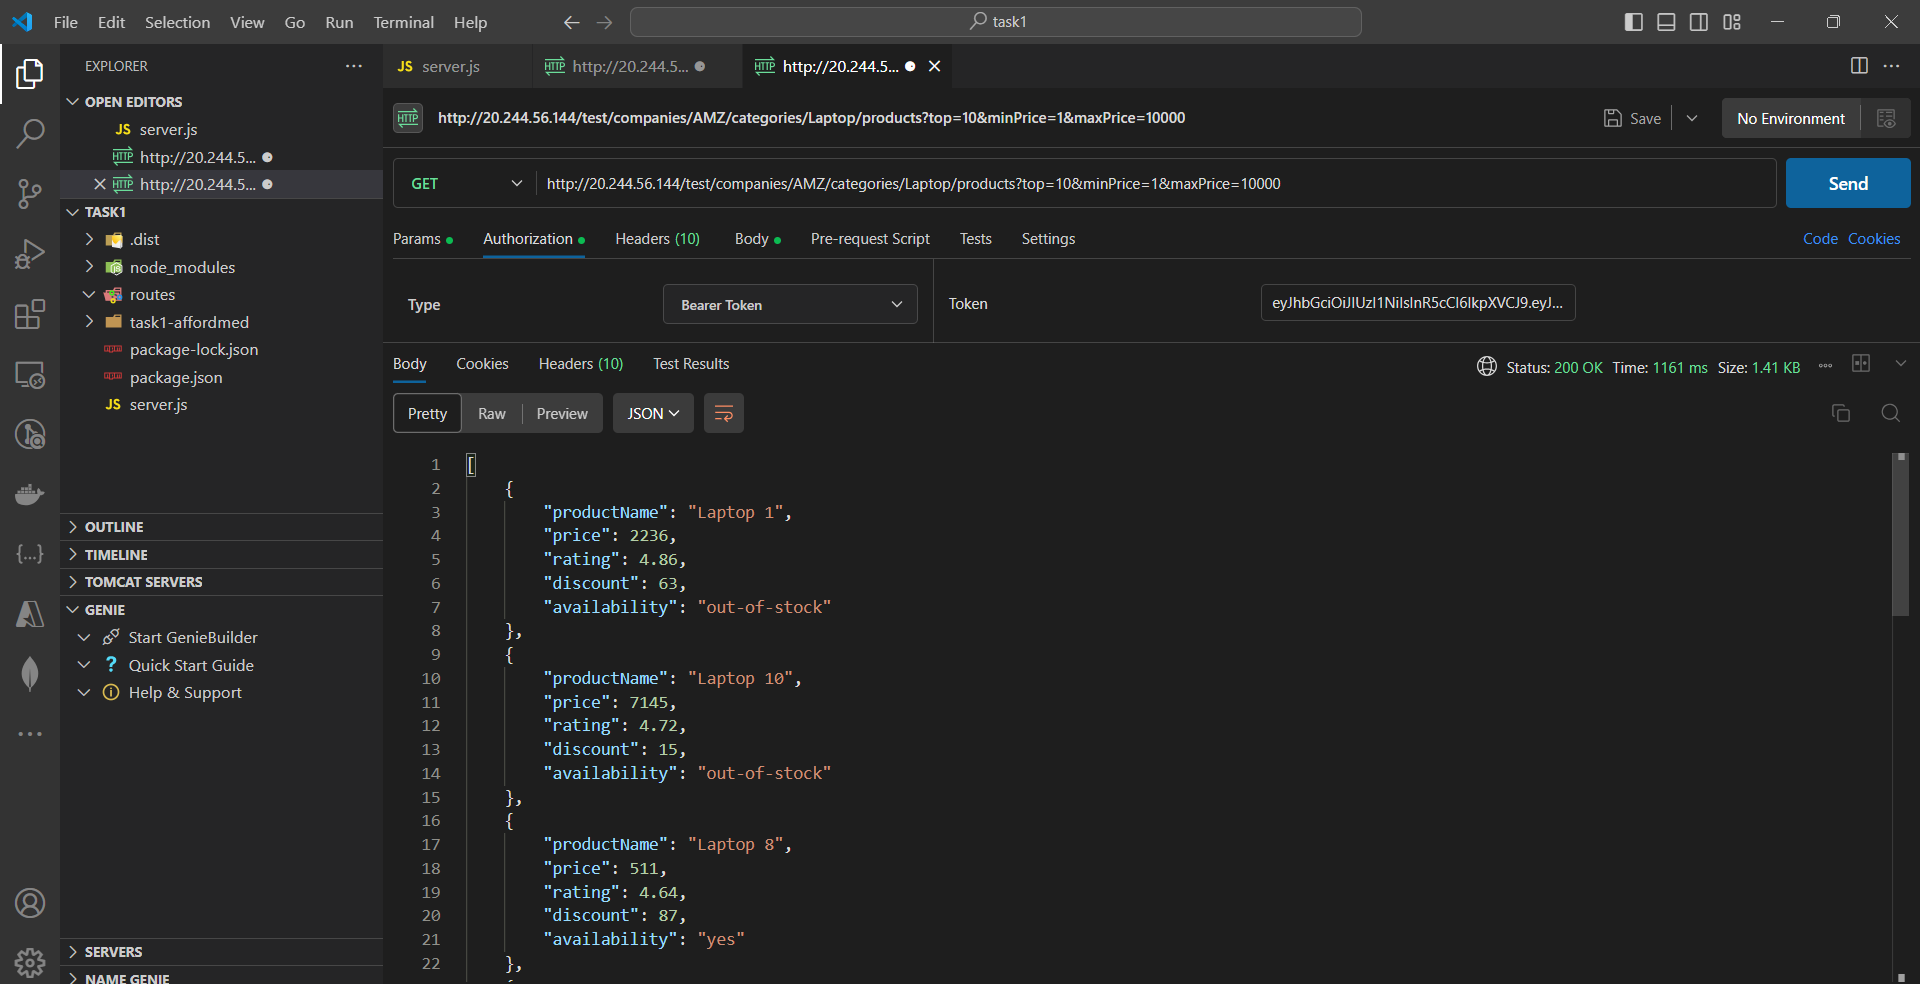 File Edit Selection View Go Run Terminal Help
task1
EXPLORER
OPEN EDITORS
JS server.js
HTTP http://20.244.5...
HTTP http://20.244.5...
TASK1
.dist
node_modules
routes
task1-affordmed
package-lock.json
package.json
JS server.js
OUTLINE
TIMELINE
TOMCAT SERVERS
GENIE
Start GenieBuilder
Quick Start Guide
Help & Support
SERVERS
NAME GENIE
JS server.js
HTTP http://20.244.5...
HTTP http://20.244.5...
HTTP http://20.244.56.144/test/companies/AMZ/categories/Laptop/products?top=10&minPrice=1&maxPrice=10000
Save
No Environment
GET http://20.244.56.144/test/companies/AMZ/categories/Laptop/products?top=10&minPrice=1&maxPrice=10000
Send
Params Authorization Headers (10) Body Pre-request Script Tests Settings
Code Cookies
Type Bearer Token
Token eyJhbGciOiJIUzI1NiIsInR5cCI6IkpXVCJ9.eyJ...
Body Cookies Headers (10) Test Results
Status: 200 OK Time: 1161 ms Size: 1.41 KB
Pretty Raw Preview JSON
1 [
2 {
3 "productName": "Laptop 1",
4 "price": 2236,
5 "rating": 4.86,
6 "discount": 63,
7 "availability": "out-of-stock"
8 },
9 {
10 "productName": "Laptop 10",
11 "price": 7145,
12 "rating": 4.72,
13 "discount": 15,
14 "availability": "out-of-stock"
15 },
16 {
17 "productName": "Laptop 8",
18 "price": 511,
19 "rating": 4.64,
20 "discount": 87,
21 "availability": "yes"
22 },